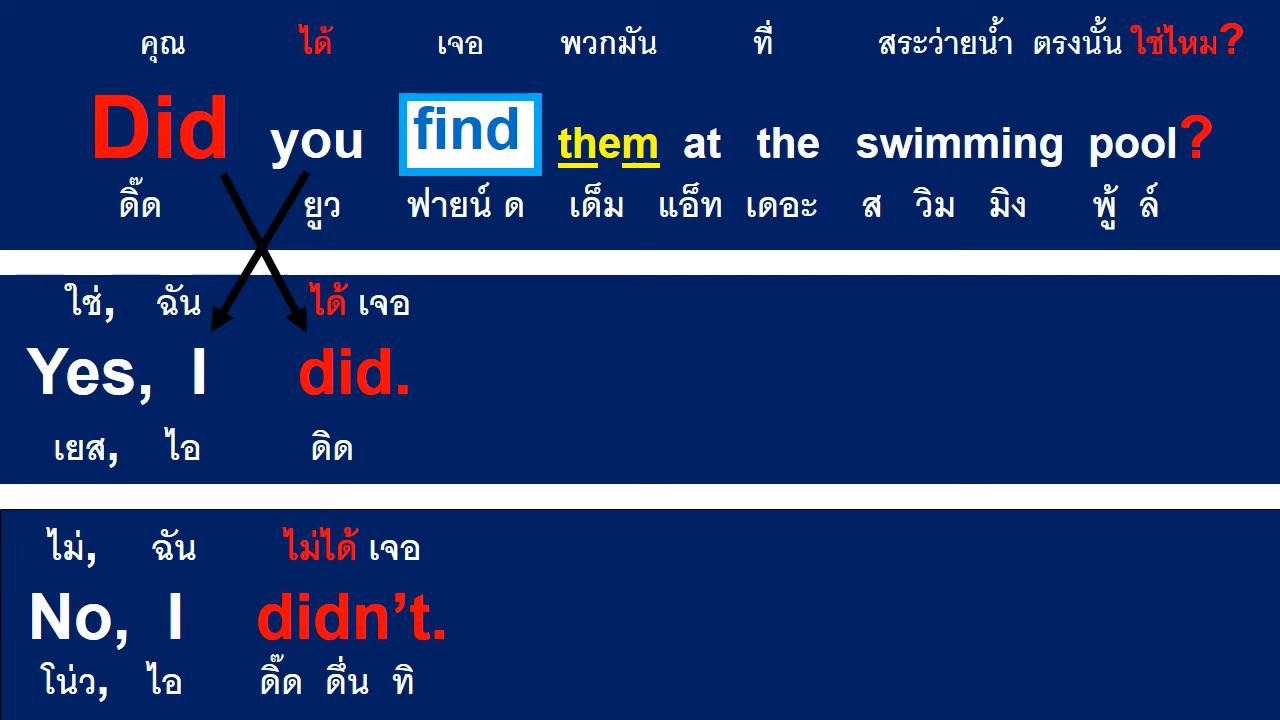 คุณ ได้ เจอ พวกมัน ที่ สระว่ายน้ำ ตรงนั้น ใช่ไหม?
Did you find them at the swimming pool?
ดิ๊ด ยูว ฟายน์ ด เด็ม แอ็ท เดอะ ส วิม มิง พู้ ล์
ใช่, ฉัน ได้ เจอ
Yes, I did.
เยส, ไอ ดิด
ไม่, ฉัน ไม่ได้ เจอ
No, I didn’t.
โน่ว, ไอ ดิ๊ด ดึ่น ทิ